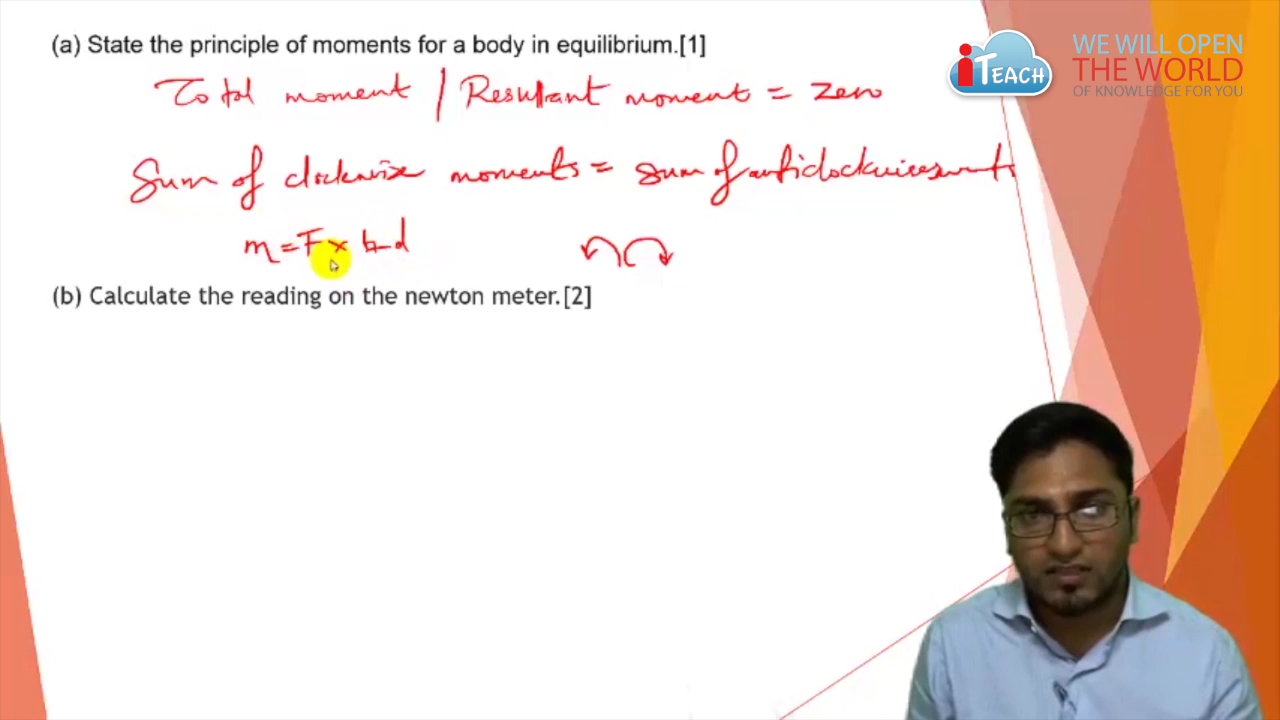 (a) State the principle of moments for a body in equilibrium.[1]
Total moment / Resultant moment = zero
Sum of clockwise moments = sum of anticlockwise
m = F × d
(b) Calculate the reading on the newton meter.[2]
iTEACH
WE WILL OPEN
THE WORLD
OF KNOWLEDGE FOR YOU